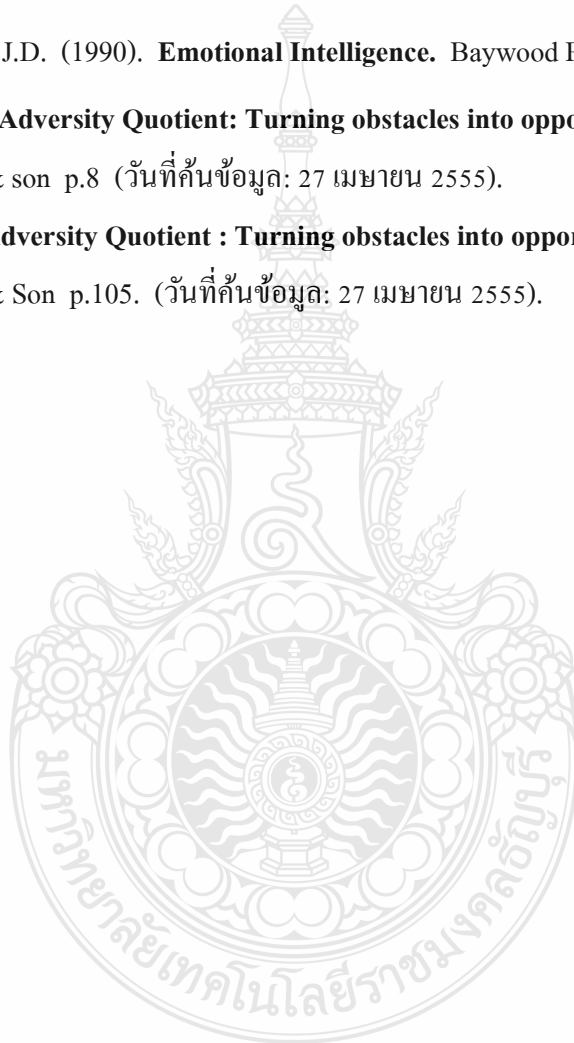 J.D. (1990). Emotional Intelligence. Baywood
Adversity Quotient: Turning obstacles into
son p.8 (วันที่ค้นข้อมูล: 27 เมษายน 2555).
dversity Quotient : Turning obstacles into
Son p.105. (วันที่ค้นข้อมูล: 27 เมษายน 2555).
มหาวิทยาลัยเทคโนโลยีราชมงคลธัญบุรี